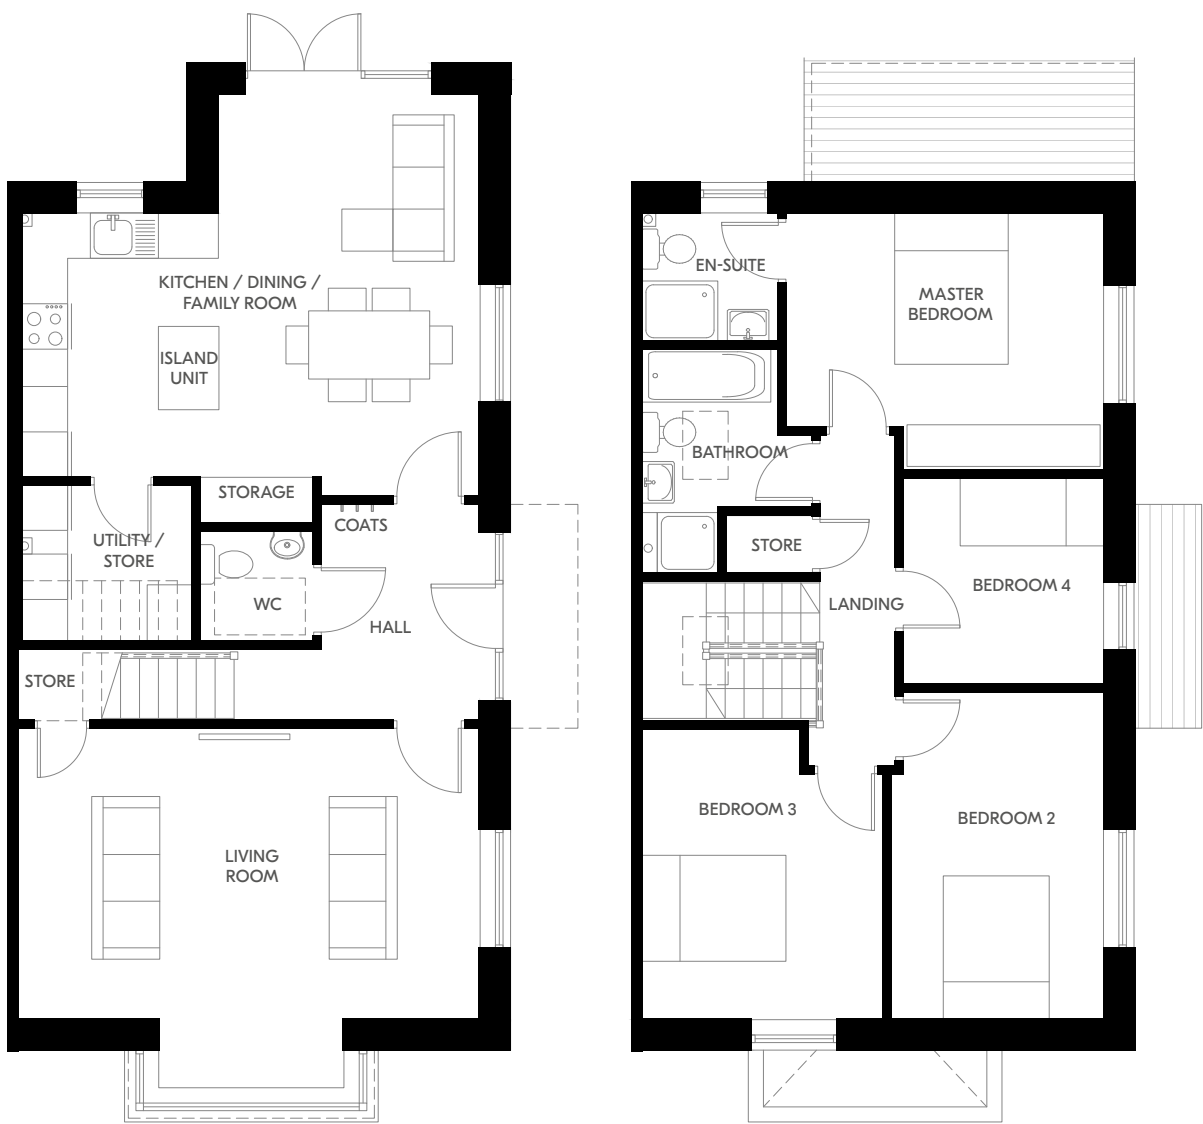 KITCHEN / DINING /
FAMILY ROOM
ISLAND
UNIT
STORAGE
COATS
UTILITY /
STORE
WC
HALL
STORE
LIVING
ROOM
EN-SUITE
MASTER
BEDROOM
BATHROOM
STORE
BEDROOM 4
LANDING
BEDROOM 3
BEDROOM 2